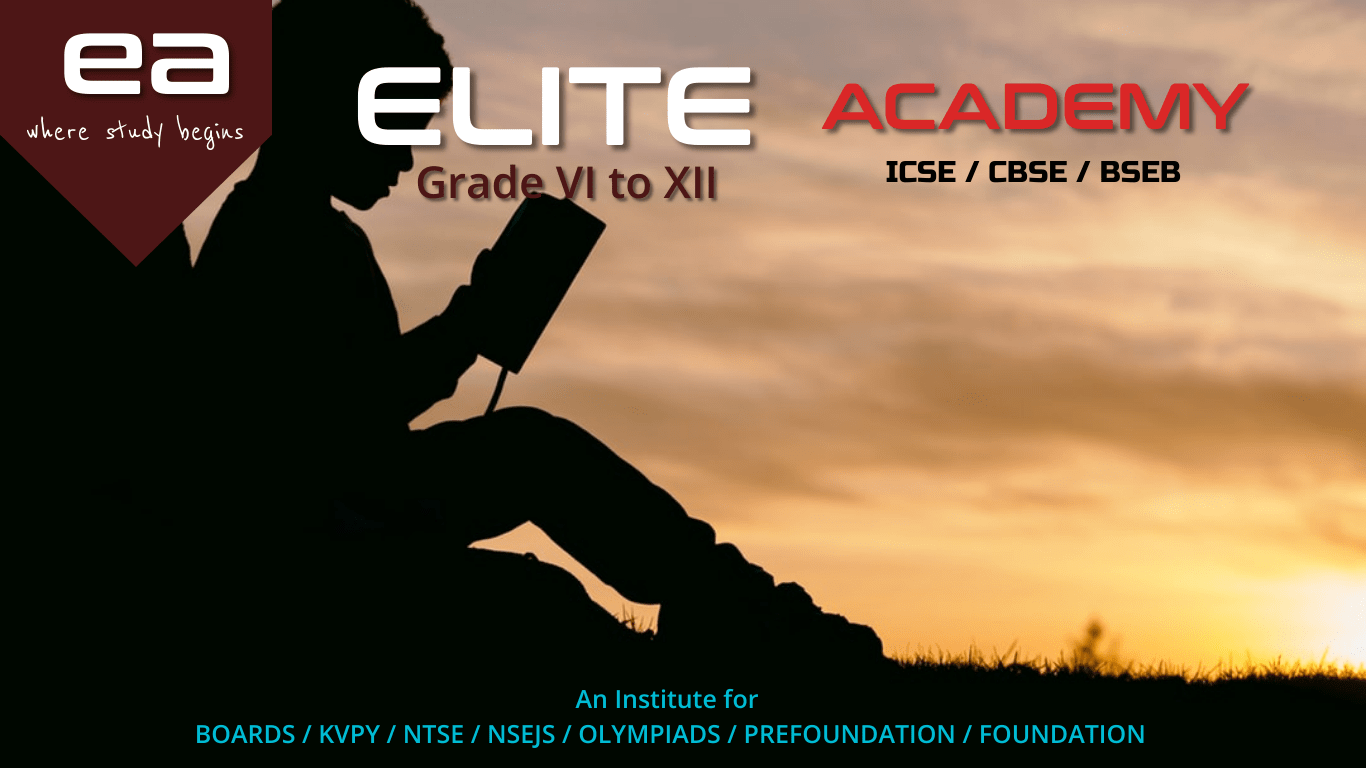 ea
where study begins
ELITE ACADEMY
Grade VI to XII
ICSE / CBSE / BSEB
An Institute for
BOARDS / KVPY / NTSE / NSEJS / OLYMPIADS / PREFOUNDATION / FOUNDATION